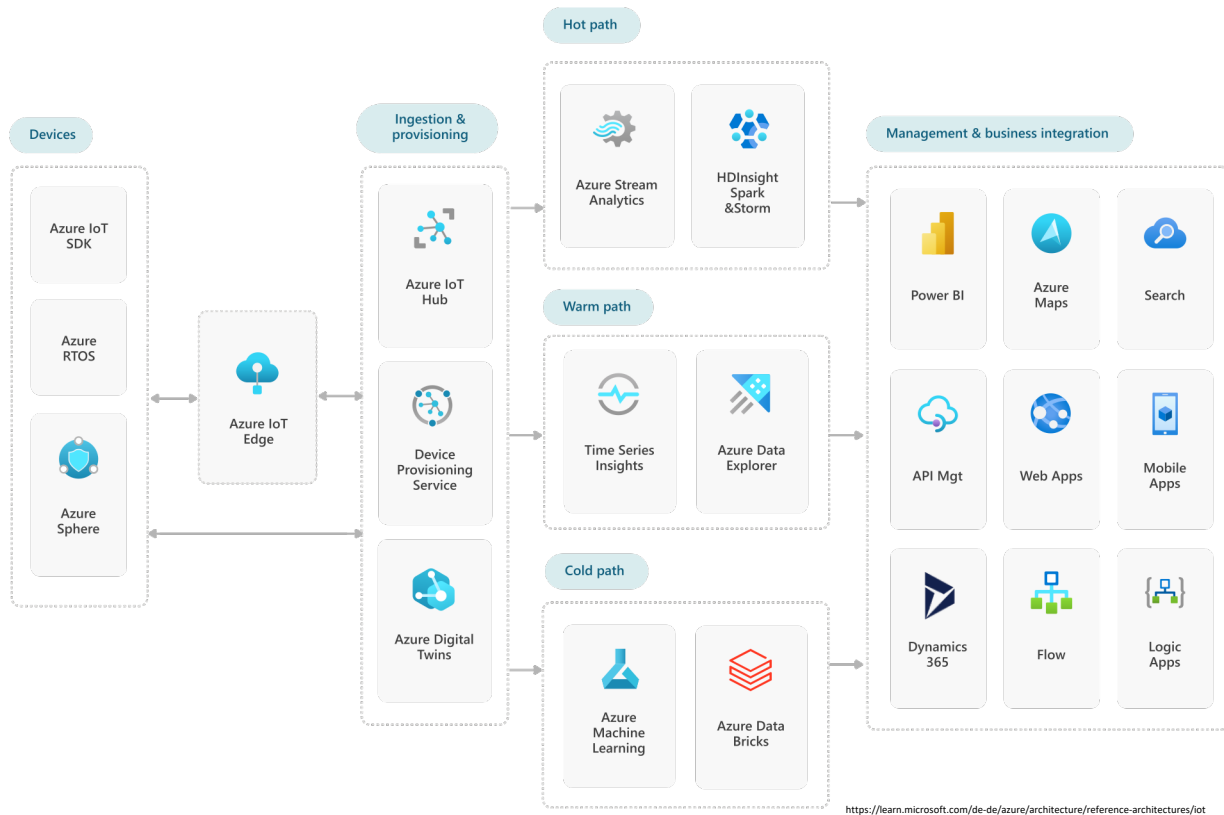 Devices
Azure IoT
SDK
Azure
RTOS
Azure
Sphere
Azure IoT
Edge
Ingestion &
provisioning
Azure IoT
Hub
Device
Provisioning
Service
Azure Digital
Twins
Hot path
Azure Stream
Analytics
HDInsight
Spark
&Storm
Warm path
Time Series
Insights
Azure Data
Explorer
Cold path
Azure
Machine
Learning
Azure Data
Bricks
Management & business integration
Power BI
Azure
Maps
Search
API Mgt
Web Apps
Mobile
Apps
Dynamics
365
Flow
Logic
Apps
https://learn.microsoft.com/de-de/azure/architecture/reference-architectures/iot